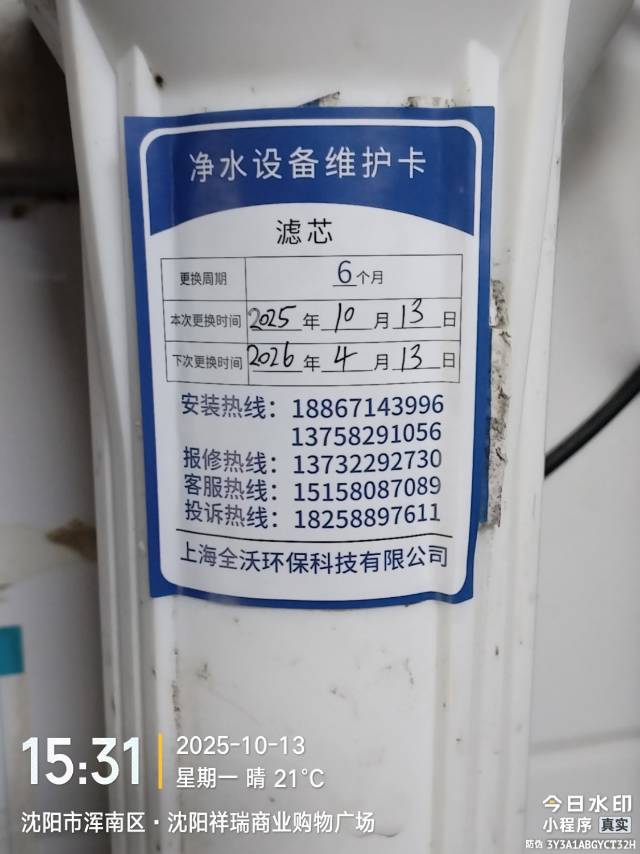 净水设备维护卡
滤芯
更换周期 6个月
本次更换时间 2025年10月13日
下次更换时间 2026年4月13日
安装热线：18867143996
13758291056
报修热线：13732292730
客服热线：15158087089
投诉热线：18258897611
上海全沃环保科技有限公司
15:31
2025-10-13
星期一 晴 21℃
沈阳市浑南区·沈阳祥瑞商业购物广场
今日水印
小程序 真实
防伪 3Y3A1ABGYCT32H